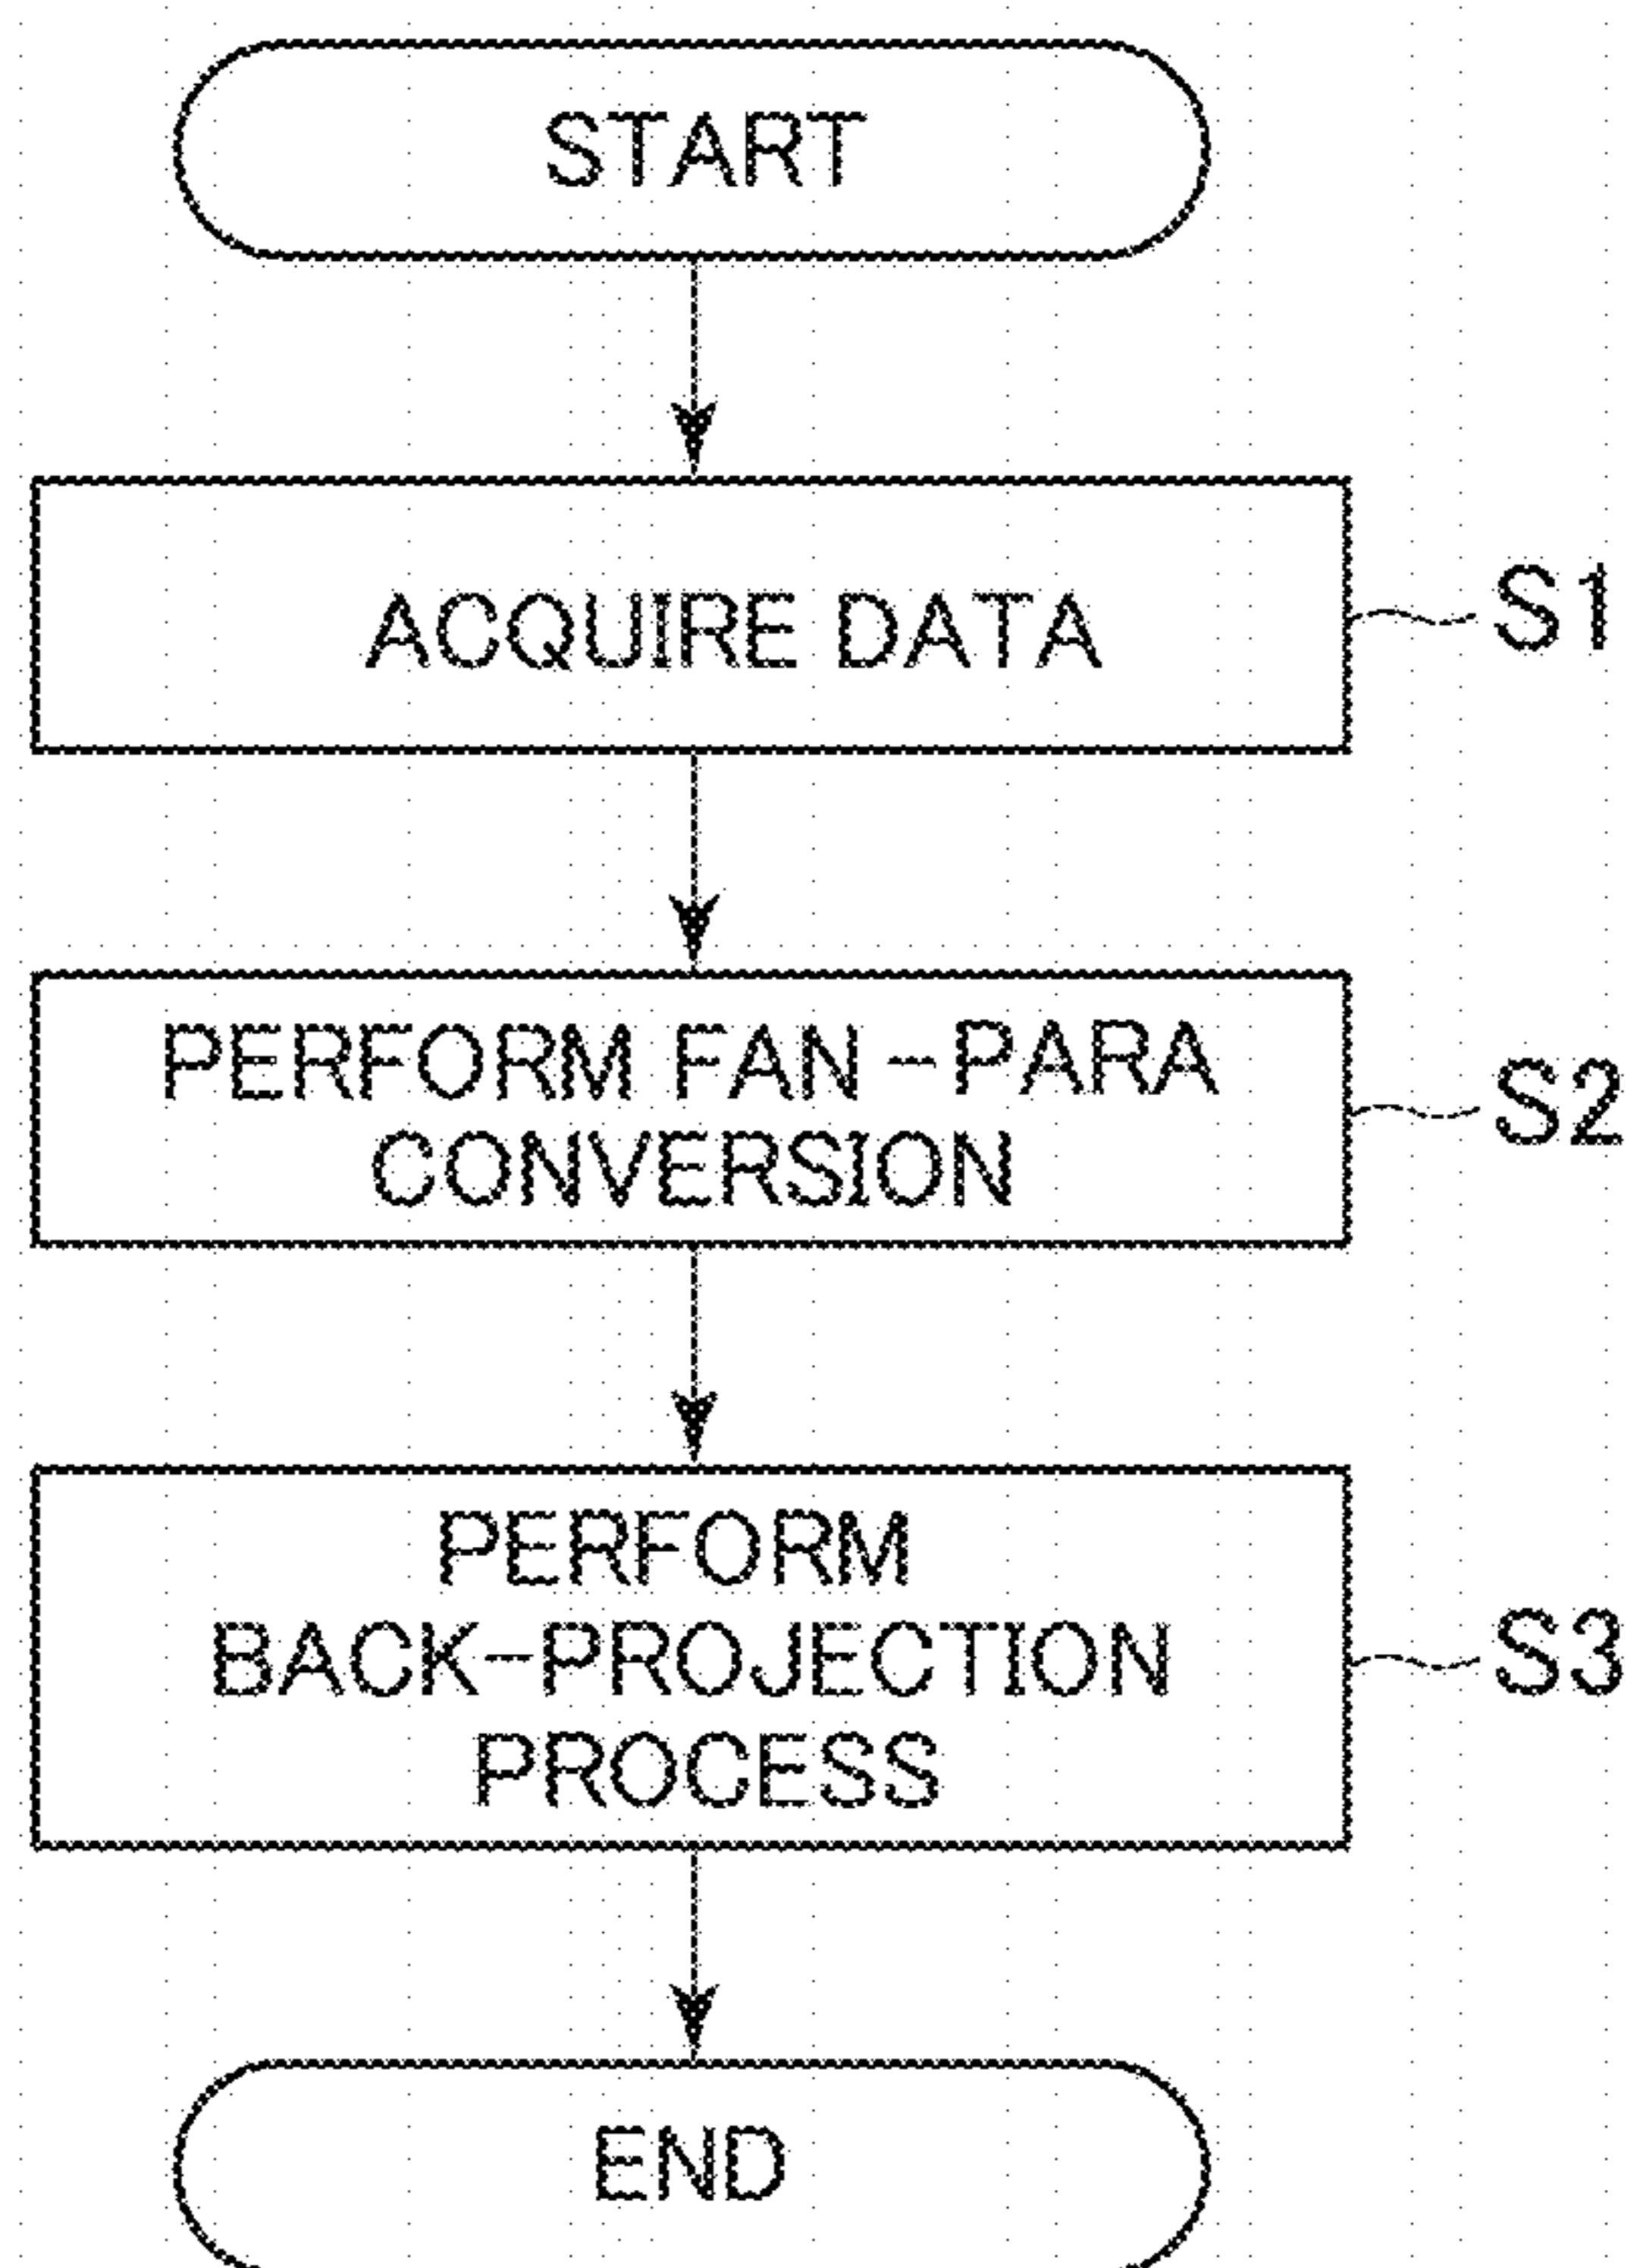 START
ACQUIRE DATA
S1
PERFORM FAN-PARA
CONVERSION
S2
PERFORM
BACK-PROJECTION
PROCESS
S3
END